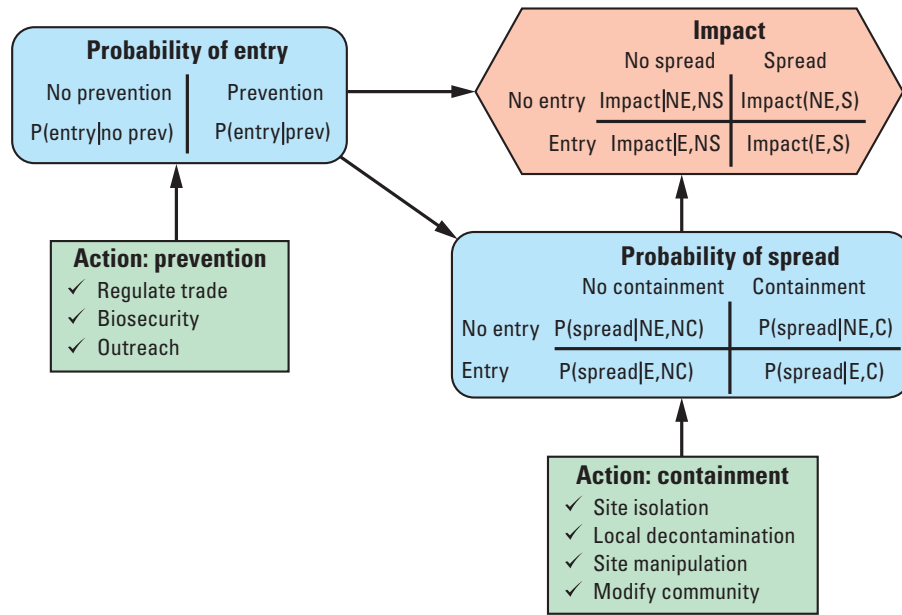 Probability of entry
No prevention Prevention
P(entry|no prev) P(entry|prev)
Impact
No spread Spread
No entry Impact|NE,NS Impact(NE,S)
Entry Impact|E,NS Impact(E,S)
Action: prevention
✓ Regulate trade
✓ Biosecurity
✓ Outreach
Probability of spread
No containment Containment
No entry P(spread|NE,NC) P(spread|NE,C)
Entry P(spread|E,NC) P(spread|E,C)
Action: containment
✓ Site isolation
✓ Local decontamination
✓ Site manipulation
✓ Modify community